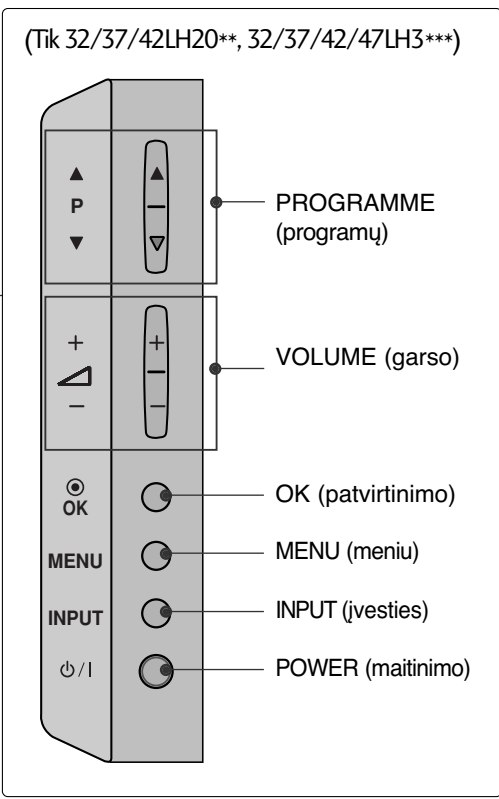 (Tik 32/37/42LH20**, 32/37/42/47LH3***)
P
PROGRAMME
(programų)
+ +
VOLUME (garso)
− −
OK
OK (patvirtinimo)
MENU
MENU (meniu)
INPUT
INPUT (įvesties)
⏻/I
POWER (maitinimo)